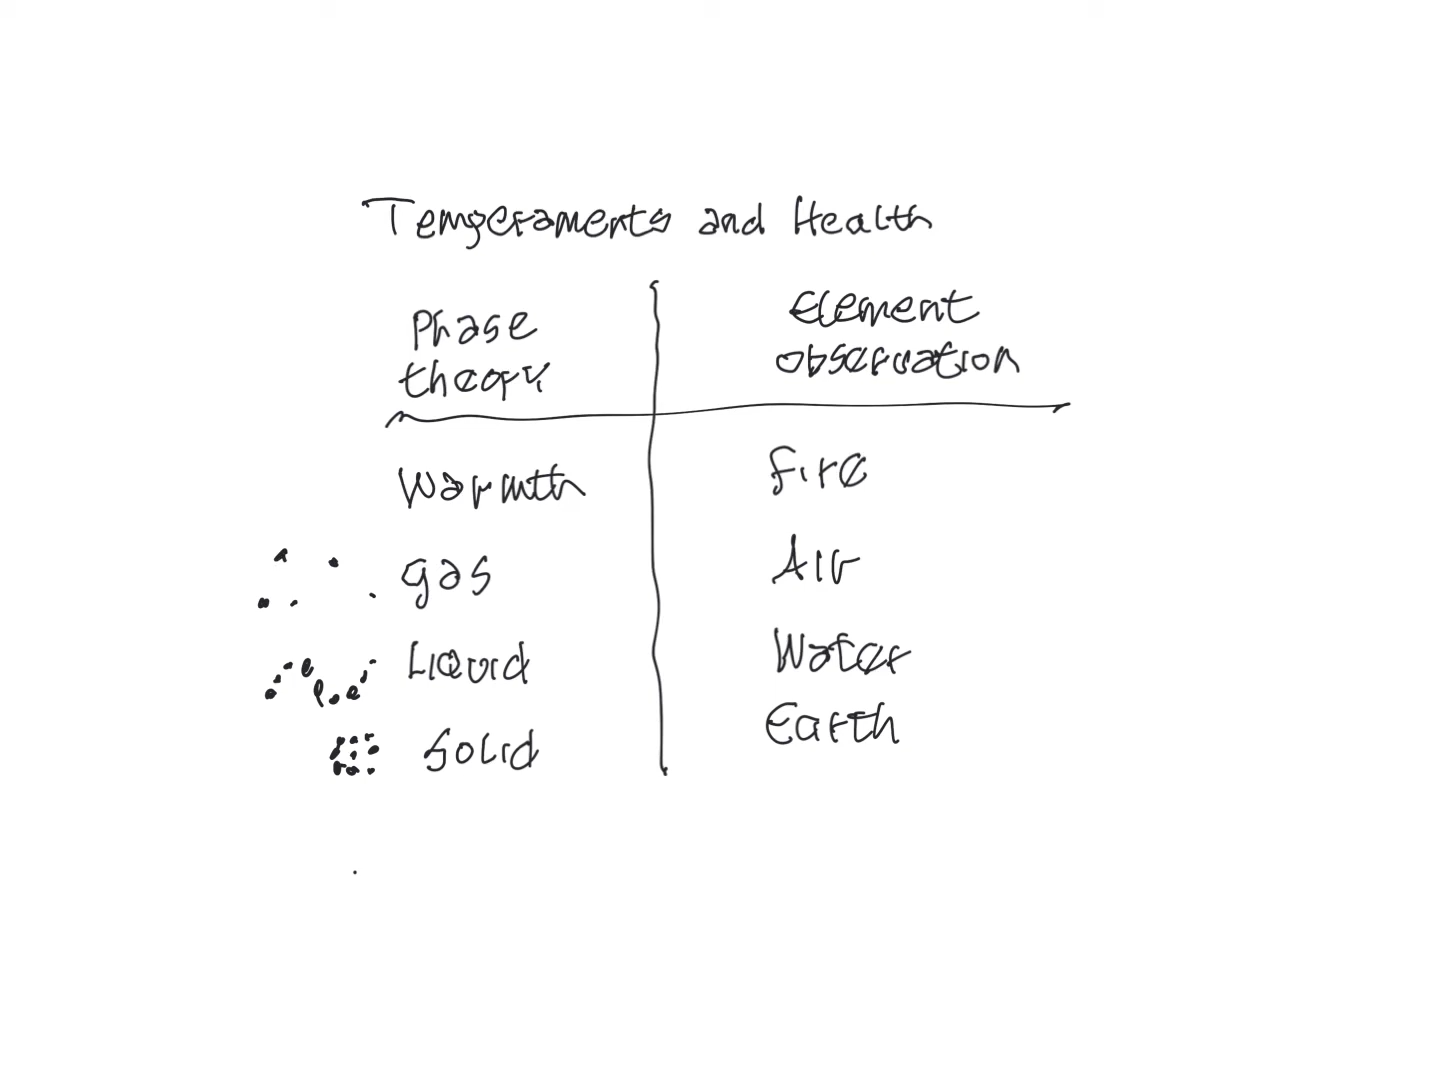 Temperaments and Health
Phase theory
Element observation
Warmth
Fire
gas
Air
Liquid
Water
Solid
Earth